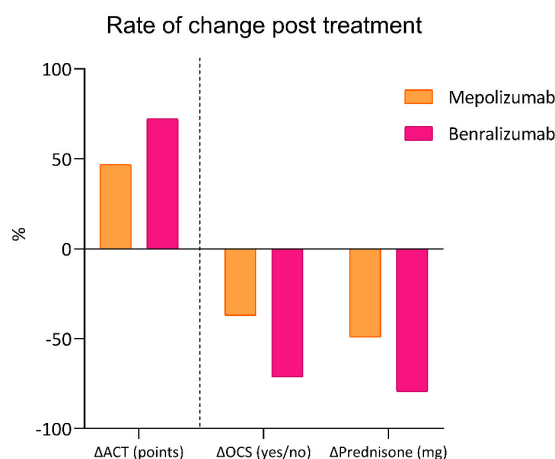 Rate of change post treatment
100
50
0
-50
-100
%
Mepolizumab
Benralizumab
ΔACT (points)
ΔOCS (yes/no)
ΔPrednisone (mg)